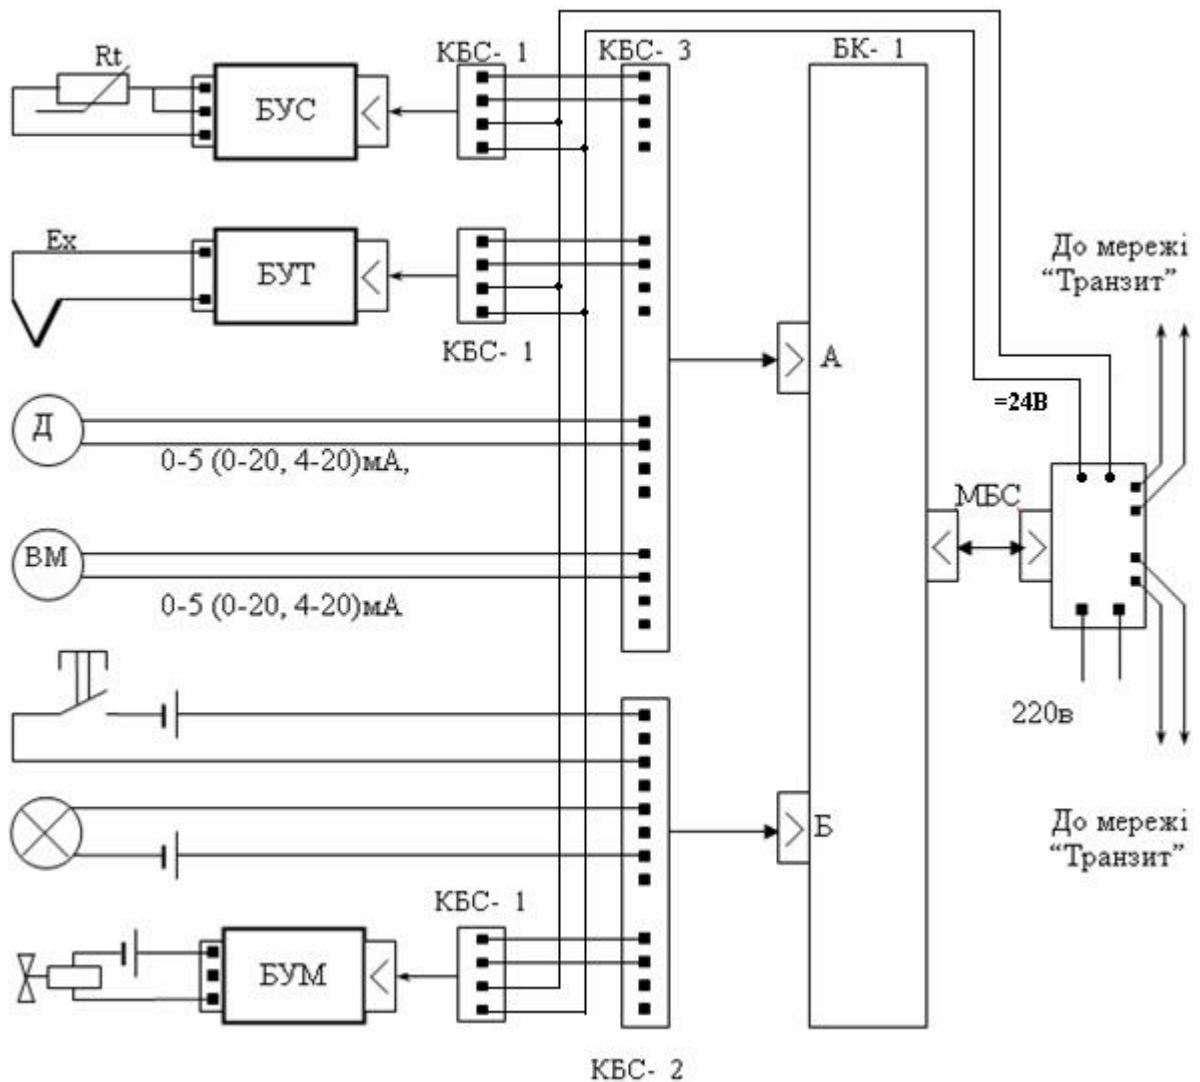 КБС- 1
КБС- 3
БК- 1
Rt
БУС
Ex
БУТ
КБС- 1
До мережі
“Транзит”
А
=24В
Д
0-5 (0-20, 4-20)мА,
МБС
ВМ
0-5 (0-20, 4-20)мА
220в
Б
До мережі
“Транзит”
КБС- 1
БУМ
КБС- 2